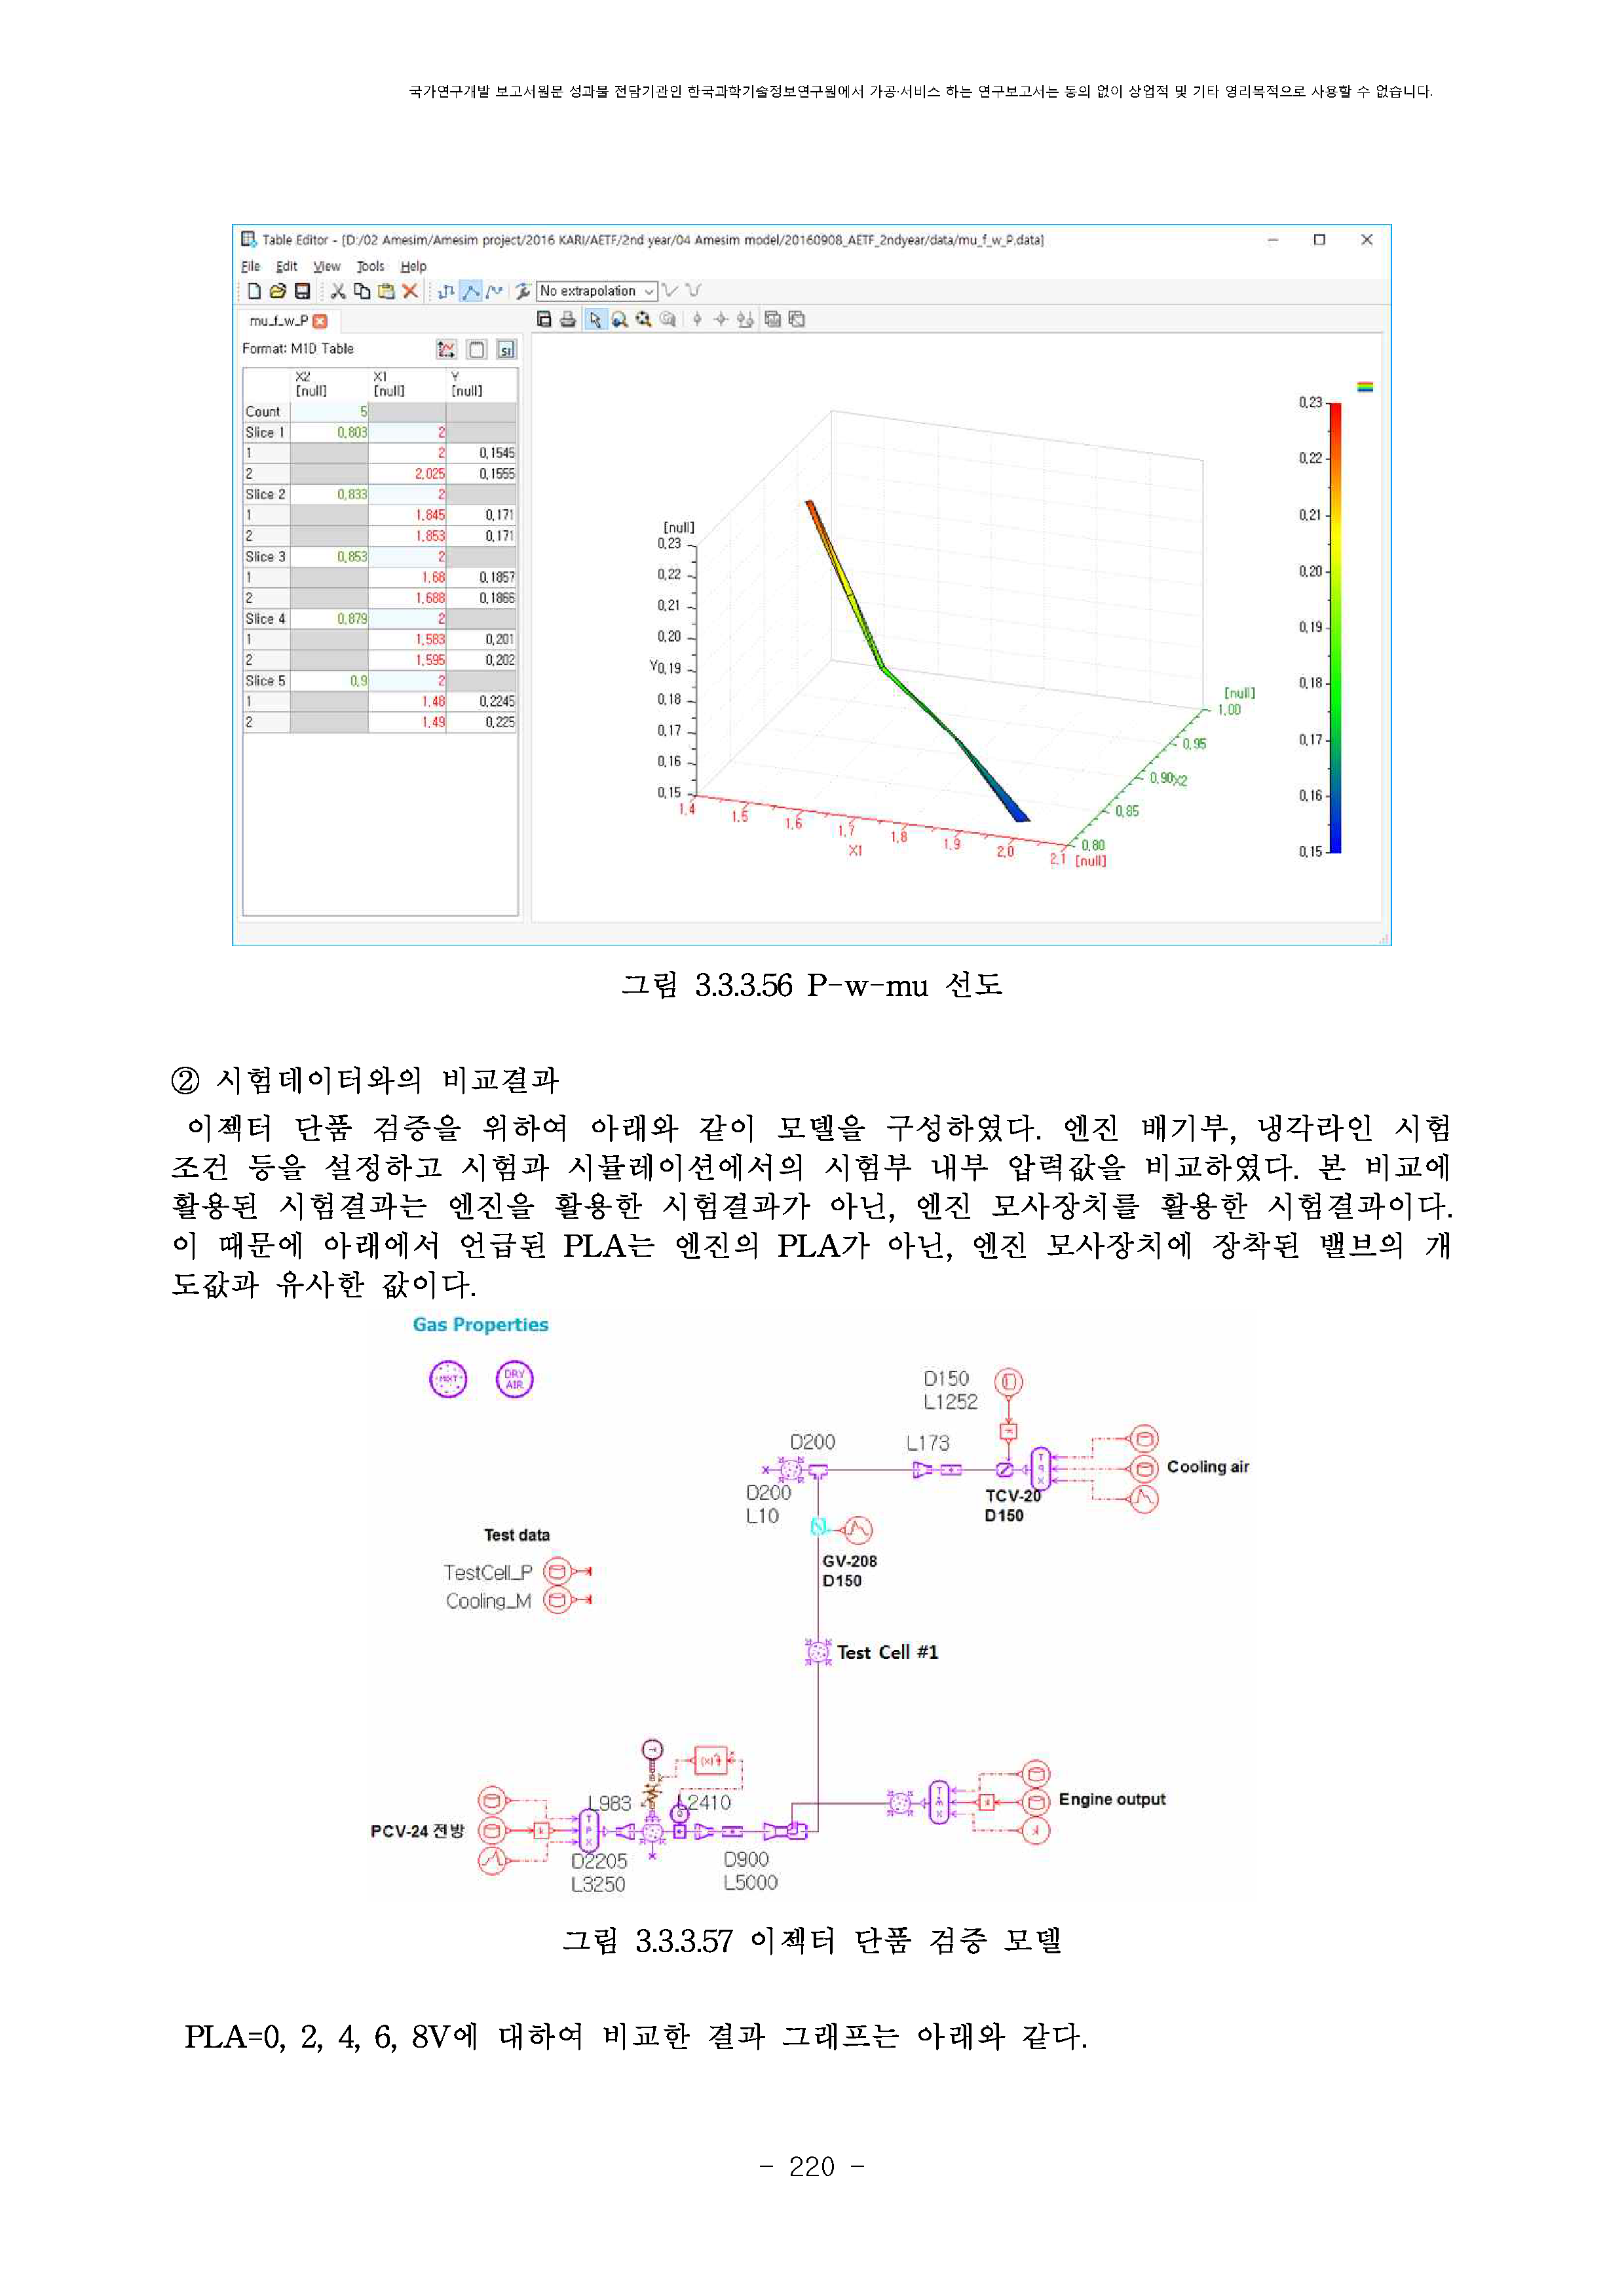 국가연구개발 보고서원문 성과물 전담기관인 한국과학기술정보연구원에서 가공·서비스 하는 연구보고서는 동의 없이 상업적 및 기타 영리목적으로 사용할 수 없습니다.
Table Editor - [D:/02 Amesim/Amesim project/2016 KARI/AETF/2nd year/04 Amesim model/20160908_AETF_2ndyear/data/mu_f_w_P.data]
File Edit View Tools Help
No extrapolation
mu_f_w_P
Format: M1D Table
SI
X2 X1 Y
[null] [null] [null]
Count 5
Slice 1 0,803 2
1 2 0,1545
2 2,025 0,1555
Slice 2 0,833 2
1 1,845 0,171
2 1,853 0,171
Slice 3 0,853 2
1 1,68 0,1857
2 1,688 0,1866
Slice 4 0,879 2
1 1,583 0,201
2 1,595 0,202
Slice 5 0,9 2
1 1,48 0,2245
2 1,49 0,225
[null]
0,23
0,22
0,21
0,20
Y0,19
0,18
0,17
0,16
0,15
1,4 1,5 1,6 1,7 1,8 1,9 2,0 2,1 [null]
X1
[null]
1,00
0,95
0,90X2
0,85
0,80
0,23
0,22
0,21
0,20
0,19
0,18
0,17
0,16
0,15
그림 3.3.3.56 P-w-mu 선도
② 시험데이터와의 비교결과
이젝터 단품 검증을 위하여 아래와 같이 모델을 구성하였다. 엔진 배기부, 냉각라인 시험
조건 등을 설정하고 시험과 시뮬레이션에서의 시험부 내부 압력값을 비교하였다. 본 비교에
활용된 시험결과는 엔진을 활용한 시험결과가 아닌, 엔진 모사장치를 활용한 시험결과이다.
이 때문에 아래에서 언급된 PLA는 엔진의 PLA가 아닌, 엔진 모사장치에 장착된 밸브의 개
도값과 유사한 값이다.
Gas Properties
MIXT DRY AIR
D150
L1252
D200 L173
Cooling air
D200
L10
TCV-20
D150
Test data
GV-208
D150
TestCell_P
Cooling_M
Test Cell #1
L983 L2410
Engine output
PCV-24 전방
D2205
L3250
D900
L5000
그림 3.3.3.57 이젝터 단품 검증 모델
PLA=0, 2, 4, 6, 8V에 대하여 비교한 결과 그래프는 아래와 같다.
- 220 -